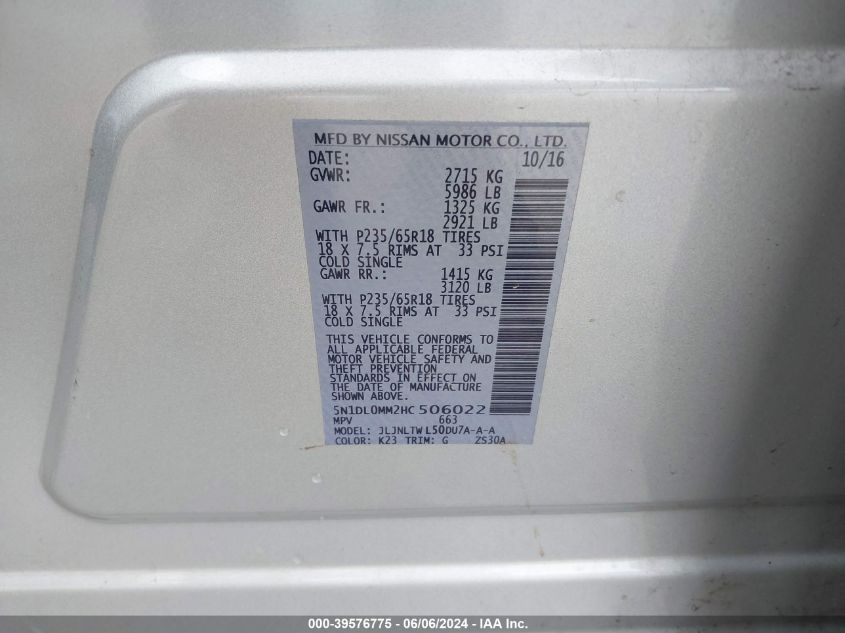 MFD BY NISSAN MOTOR CO., LTD.
DATE: 10/16
GVWR: 2715 KG
5986 LB
GAWR FR.: 1325 KG
2921 LB
WITH P235/65R18 TIRES
18 X 7.5 RIMS AT 33 PSI
COLD SINGLE
GAWR RR.: 1415 KG
3120 LB
WITH P235/65R18 TIRES
18 X 7.5 RIMS AT 33 PSI
COLD SINGLE
THIS VEHICLE CONFORMS TO
ALL APPLICABLE FEDERAL
MOTOR VEHICLE SAFETY AND
THEFT PREVENTION
STANDARDS IN EFFECT ON
THE DATE OF MANUFACTURE
SHOWN ABOVE.
5N1DL0MM2HC506022
MPV 663
MODEL: JLJNLTWL50DU7A-A-A
COLOR: K23 TRIM: G ZS30A
000-39576775 - 06/06/2024 - IAA Inc.